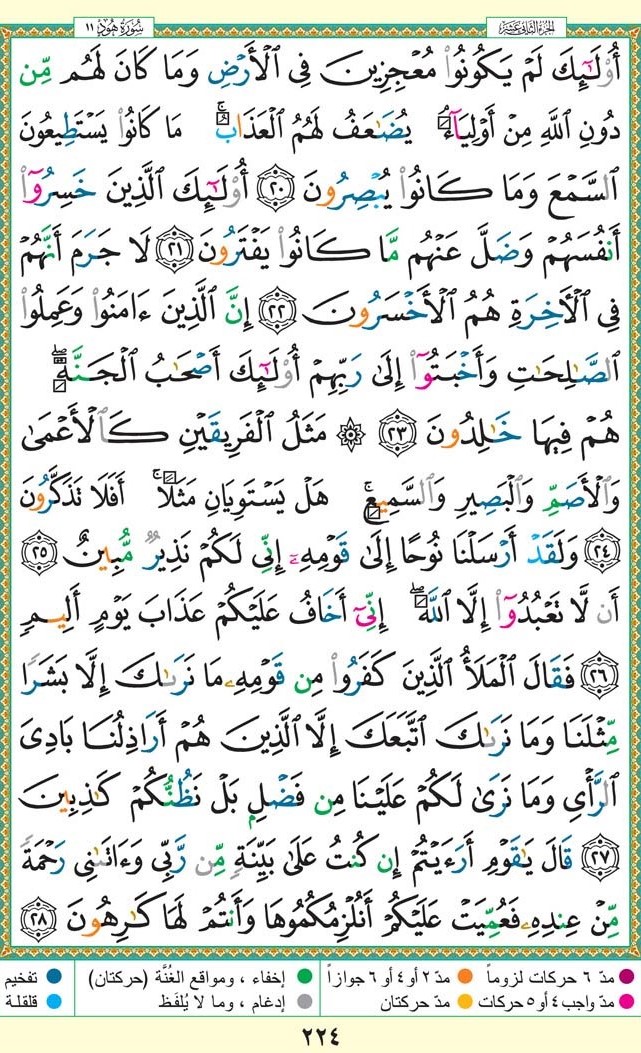 سُورَةُ هُودٍ ١١ الجزء الثاني عشر
أُوْلَـٰٓئِكَ لَمْ يَكُونُوا۟ مُعْجِزِينَ فِى ٱلْأَرْضِ وَمَا كَانَ لَهُم مِّن
دُونِ ٱللَّهِ مِنْ أَوْلِيَآءَ ۘ يُضَـٰعَفُ لَهُمُ ٱلْعَذَابُ ۚ مَا كَانُوا۟ يَسْتَطِيعُونَ
ٱلسَّمْعَ وَمَا كَانُوا۟ يُبْصِرُونَ ٢٠ أُوْلَـٰٓئِكَ ٱلَّذِينَ خَسِرُوٓا۟
أَنفُسَهُمْ وَضَلَّ عَنْهُم مَّا كَانُوا۟ يَفْتَرُونَ ٢١ لَا جَرَمَ أَنَّهُمْ
فِى ٱلْـَٔاخِرَةِ هُمُ ٱلْأَخْسَرُونَ ٢٢ إِنَّ ٱلَّذِينَ ءَامَنُوا۟ وَعَمِلُوا۟
ٱلصَّـٰلِحَـٰتِ وَأَخْبَتُوٓا۟ إِلَىٰ رَبِّهِمْ أُوْلَـٰٓئِكَ أَصْحَـٰبُ ٱلْجَنَّةِ ۖ
هُمْ فِيهَا خَـٰلِدُونَ ٢٣ ۞ مَثَلُ ٱلْفَرِيقَيْنِ كَٱلْأَعْمَىٰ
وَٱلْأَصَمِّ وَٱلْبَصِيرِ وَٱلسَّمِيعِ ۚ هَلْ يَسْتَوِيَانِ مَثَلًا ۚ أَفَلَا تَذَكَّرُونَ
٢٤ وَلَقَدْ أَرْسَلْنَا نُوحًا إِلَىٰ قَوْمِهِۦٓ إِنِّى لَكُمْ نَذِيرٌ مُّبِينٌ ٢٥
أَن لَّا تَعْبُدُوٓا۟ إِلَّا ٱللَّهَ ۖ إِنِّىٓ أَخَافُ عَلَيْكُمْ عَذَابَ يَوْمٍ أَلِيمٍ
٢٦ فَقَالَ ٱلْمَلَأُ ٱلَّذِينَ كَفَرُوا۟ مِن قَوْمِهِۦ مَا نَرَىٰكَ إِلَّا بَشَرًا
مِّثْلَنَا وَمَا نَرَىٰكَ ٱتَّبَعَكَ إِلَّا ٱلَّذِينَ هُمْ أَرَاذِلُنَا بَادِىَ
ٱلرَّأْىِ وَمَا نَرَىٰ لَكُمْ عَلَيْنَا مِن فَضْلٍۭ بَلْ نَظُنُّكُمْ كَـٰذِبِينَ
٢٧ قَالَ يَـٰقَوْمِ أَرَءَيْتُمْ إِن كُنتُ عَلَىٰ بَيِّنَةٍ مِّن رَّبِّى وَءَاتَىٰنِى رَحْمَةً
مِّنْ عِندِهِۦ فَعُمِّيَتْ عَلَيْكُمْ أَنُلْزِمُكُمُوهَا وَأَنتُمْ لَهَا كَـٰرِهُونَ ٢٨
مدّ ٦ حركات لزوماً مدّ ٢ أو ٤ أو ٦ جوازاً إخفاء ، ومواقع الغُنَّة (حركتان) تفخيم
مدّ واجب ٤ أو ٥ حركات مدّ حركتان إدغام ، وما لا يُلفَظ قلقلة
٢٢٤